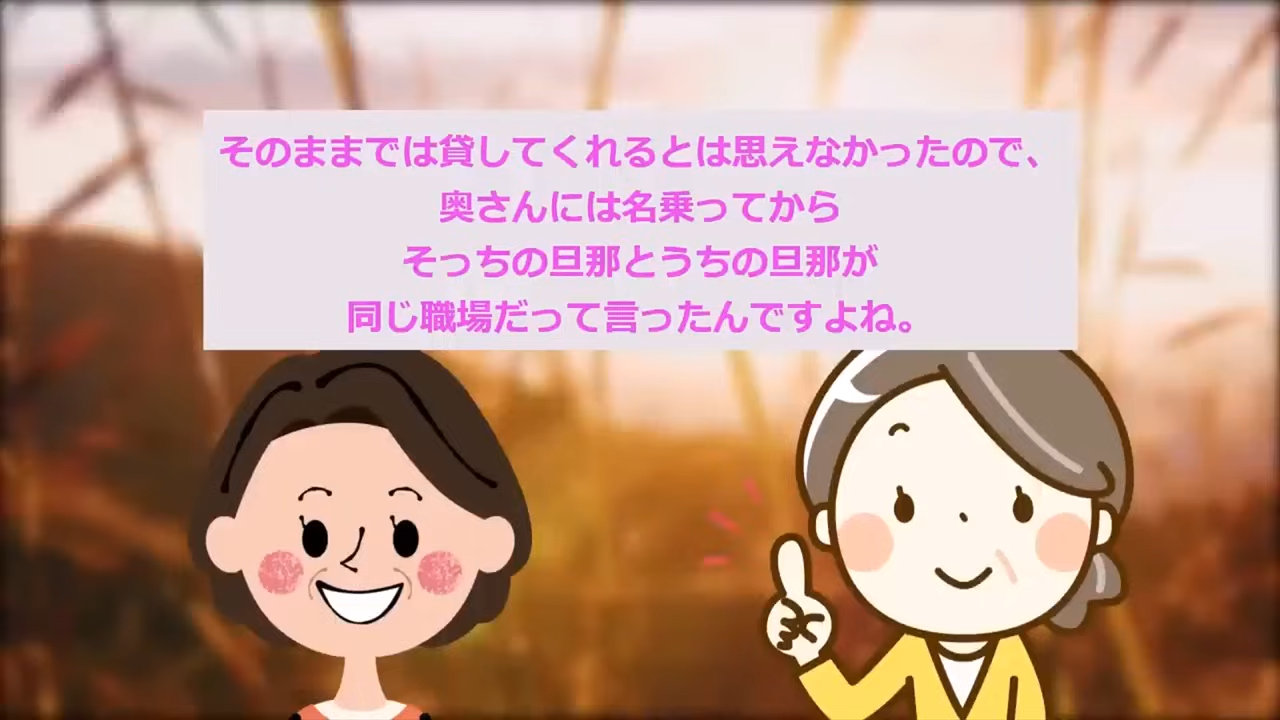 そのままでは貸してくれるとは思えなかったので、
奥さんには名乗ってから
そっちの旦那とうちの旦那が
同じ職場だって言ったんですよね。